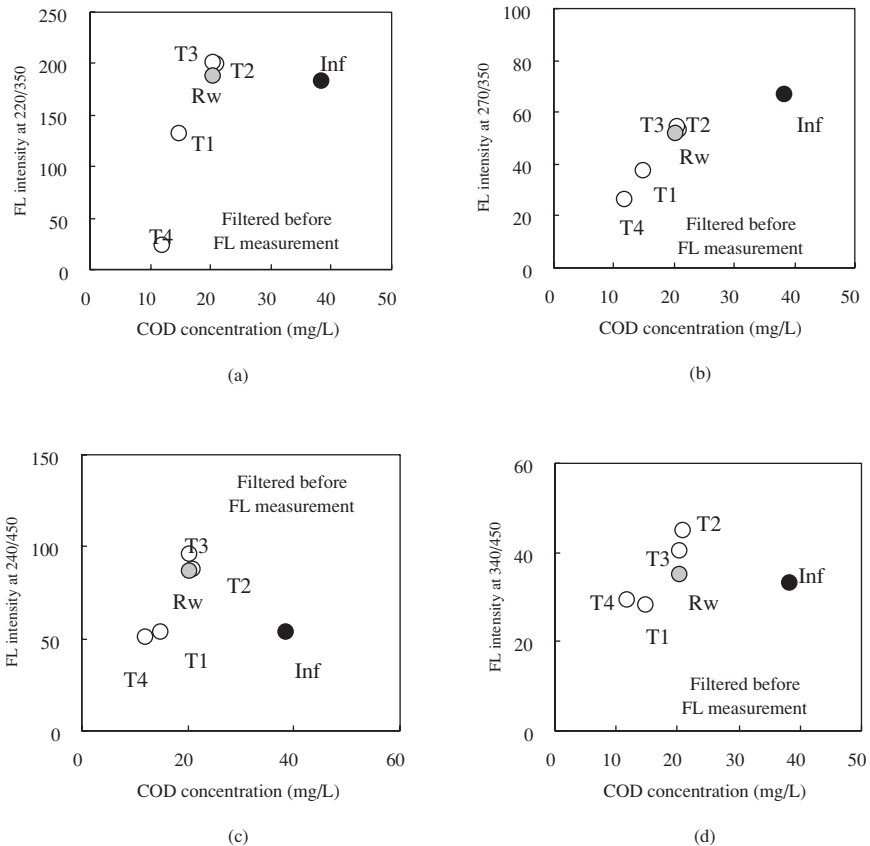 250
200
150
100
50
0
FL intensity at 220/350
T3
T2
Inf
Rw
T1
T4
Filtered before
FL measurement
0 10 20 30 40 50
COD concentration (mg/L)
(a)
100
80
60
40
20
0
FL intensity at 270/350
T3 T2
Inf
Rw
T1
T4
Filtered before
FL measurement
0 10 20 30 40 50
COD concentration (mg/L)
(b)
150
100
50
0
FL intensity at 240/450
Filtered before
FL measurement
T3
T2
Rw
T1
T4
Inf
0 20 40 60
COD concentration (mg/L)
(c)
60
40
20
0
FL intensity at 340/450
T2
T3
Inf
T4
Rw
T1
Filtered before
FL measurement
0 10 20 30 40 50
COD concentration (mg/L)
(d)